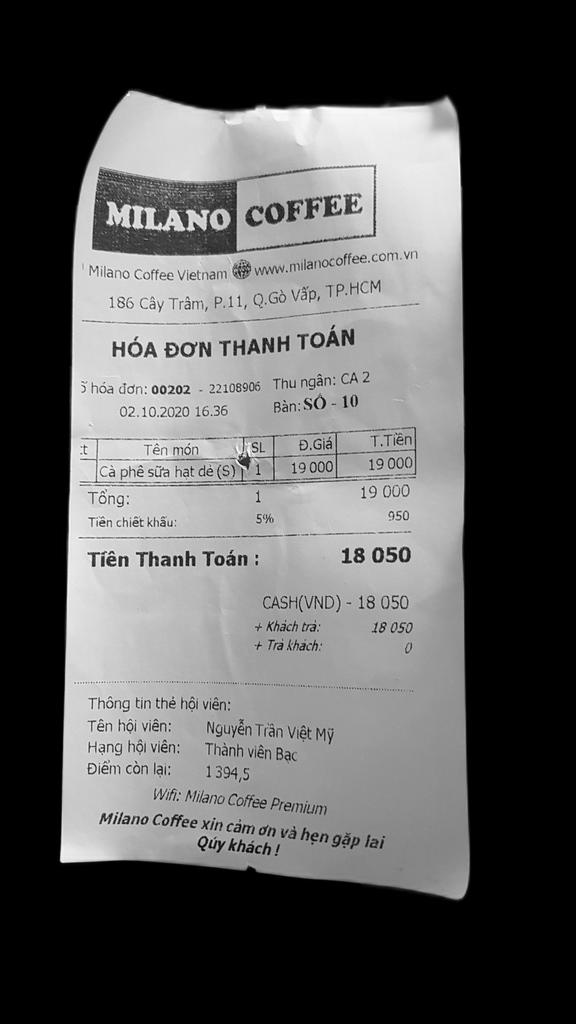 MILANO COFFEE
Milano Coffee Vietnam www.milanocoffee.com.vn
186 Cây Trâm, P.11, Q.Gò Vấp, TP.HCM
HÓA ĐƠN THANH TOÁN
hóa đơn: 00202 - 22108906 Thu ngân: CA 2
02.10.2020 16.36 Bàn: SỐ - 10
Tên món SL Đ.Giá T.Tiền
Cà phê sữa hạt dẻ (S) 1 19 000 19 000
Tổng: 1 19 000
Tiền chiết khấu: 5% 950
Tiền Thanh Toán : 18 050
CASH(VND) - 18 050
+ Khách trả: 18 050
+ Trả khách: 0
Thông tin thẻ hội viên:
Tên hội viên: Nguyễn Trần Việt Mỹ
Hạng hội viên: Thành viên Bạc
Điểm còn lại: 1 394,5
Wifi: Milano Coffee Premium
Milano Coffee xin cảm ơn và hẹn gặp lại
Qúy khách !